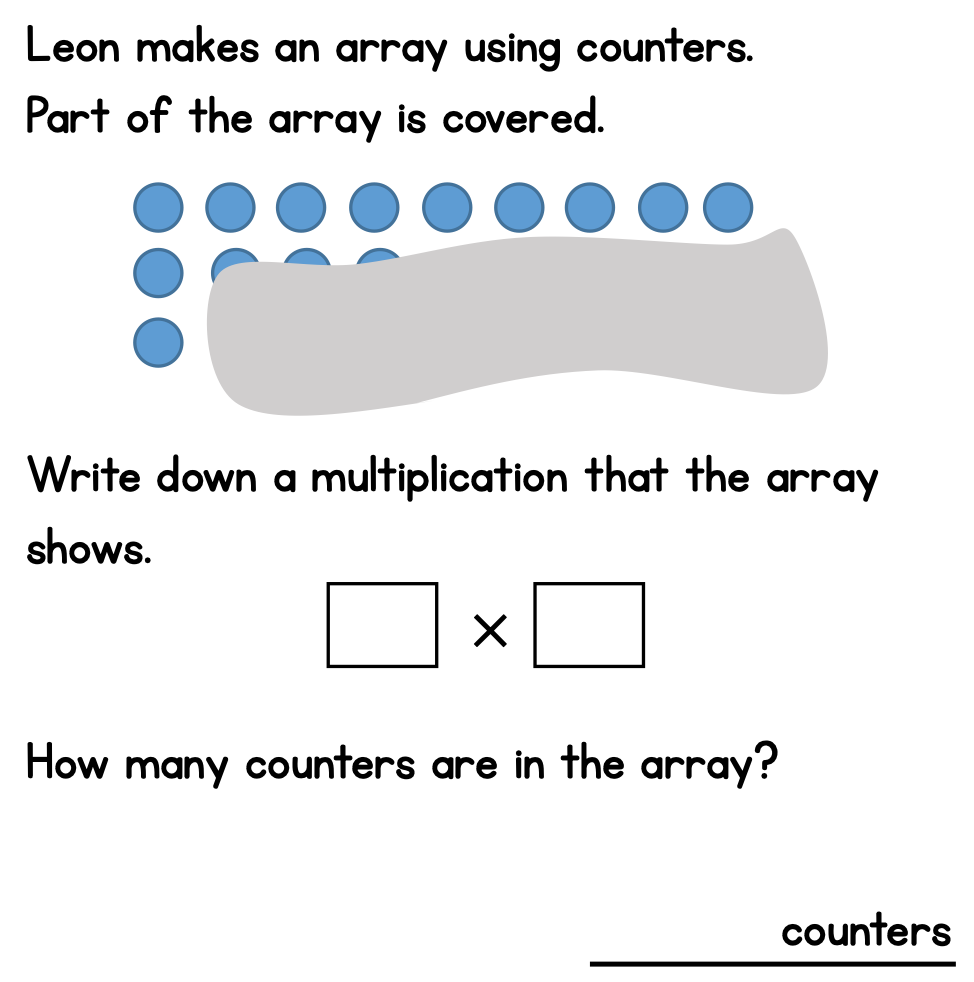 Leon makes an array using counters.
Part of the array is covered.
Write down a multiplication that the array
shows.
×
How many counters are in the array?
counters